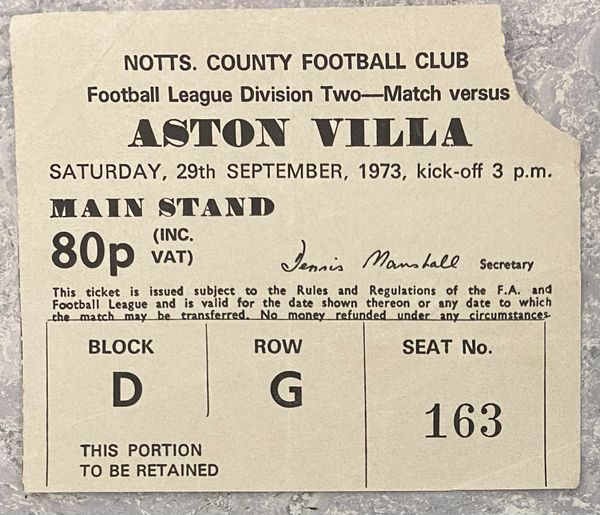 NOTTS. COUNTY FOOTBALL CLUB
Football League Division Two—Match versus
ASTON VILLA
SATURDAY, 29th SEPTEMBER, 1973, kick-off 3 p.m.
MAIN STAND
80p (INC. VAT)
Dennis Marshall Secretary
This ticket is issued subject to the Rules and Regulations of the F.A. and
Football League and is valid for the date shown thereon or any date to which
the match may be transferred. No money refunded under any circumstances.
BLOCK ROW SEAT No.
D G 163
THIS PORTION
TO BE RETAINED